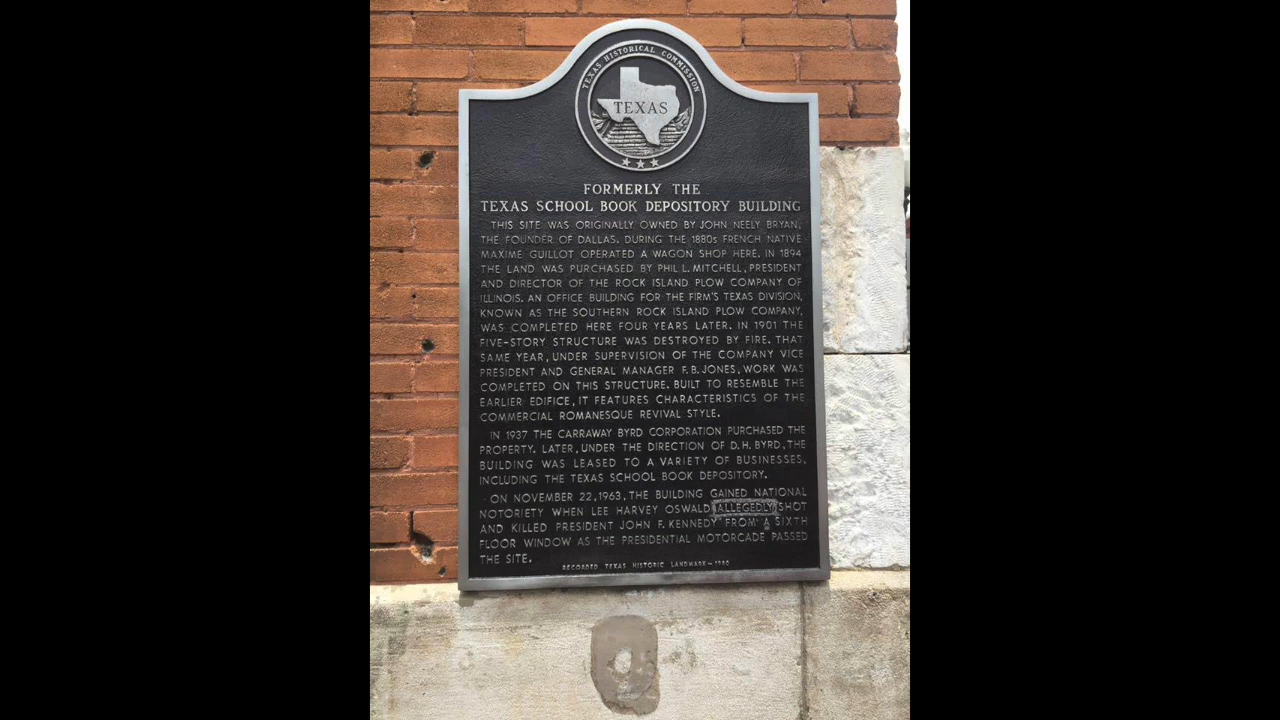 TEXAS HISTORICAL COMMISSION
TEXAS
FORMERLY THE
TEXAS SCHOOL BOOK DEPOSITORY BUILDING
THIS SITE WAS ORIGINALLY OWNED BY JOHN NEELY BRYAN,
THE FOUNDER OF DALLAS. DURING THE 1880s FRENCH NATIVE
MAXIME GUILLOT OPERATED A WAGON SHOP HERE. IN 1894
THE LAND WAS PURCHASED BY PHIL L. MITCHELL, PRESIDENT
AND DIRECTOR OF THE ROCK ISLAND PLOW COMPANY OF
ILLINOIS. AN OFFICE BUILDING FOR THE FIRM'S TEXAS DIVISION,
KNOWN AS THE SOUTHERN ROCK ISLAND PLOW COMPANY,
WAS COMPLETED HERE FOUR YEARS LATER. IN 1901 THE
FIVE-STORY STRUCTURE WAS DESTROYED BY FIRE. THAT
SAME YEAR, UNDER SUPERVISION OF THE COMPANY VICE
PRESIDENT AND GENERAL MANAGER F. B. JONES, WORK WAS
COMPLETED ON THIS STRUCTURE. BUILT TO RESEMBLE THE
EARLIER EDIFICE, IT FEATURES CHARACTERISTICS OF THE
COMMERCIAL ROMANESQUE REVIVAL STYLE.
IN 1937 THE CARRAWAY BYRD CORPORATION PURCHASED THE
PROPERTY. LATER, UNDER THE DIRECTION OF D. H. BYRD, THE
BUILDING WAS LEASED TO A VARIETY OF BUSINESSES,
INCLUDING THE TEXAS SCHOOL BOOK DEPOSITORY.
ON NOVEMBER 22, 1963, THE BUILDING GAINED NATIONAL
NOTORIETY WHEN LEE HARVEY OSWALD ALLEGEDLY SHOT
AND KILLED PRESIDENT JOHN F. KENNEDY FROM A SIXTH
FLOOR WINDOW AS THE PRESIDENTIAL MOTORCADE PASSED
THE SITE.
RECORDED TEXAS HISTORIC LANDMARK – 1980